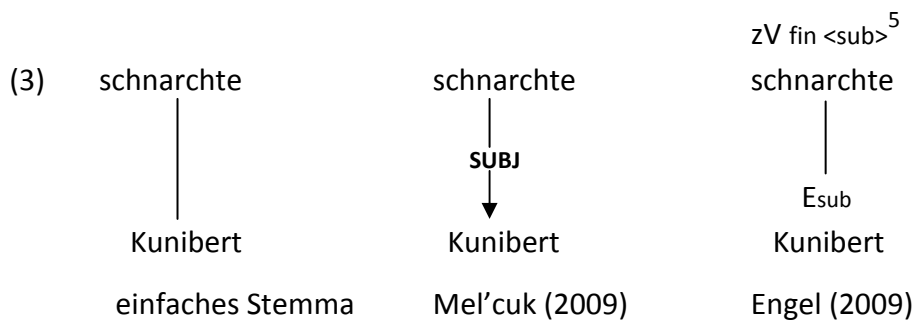 zV fin <sub>5
(3) schnarchte schnarchte schnarchte
SUBJ
Esub
Kunibert Kunibert Kunibert
einfaches Stemma Mel’cuk (2009) Engel (2009)